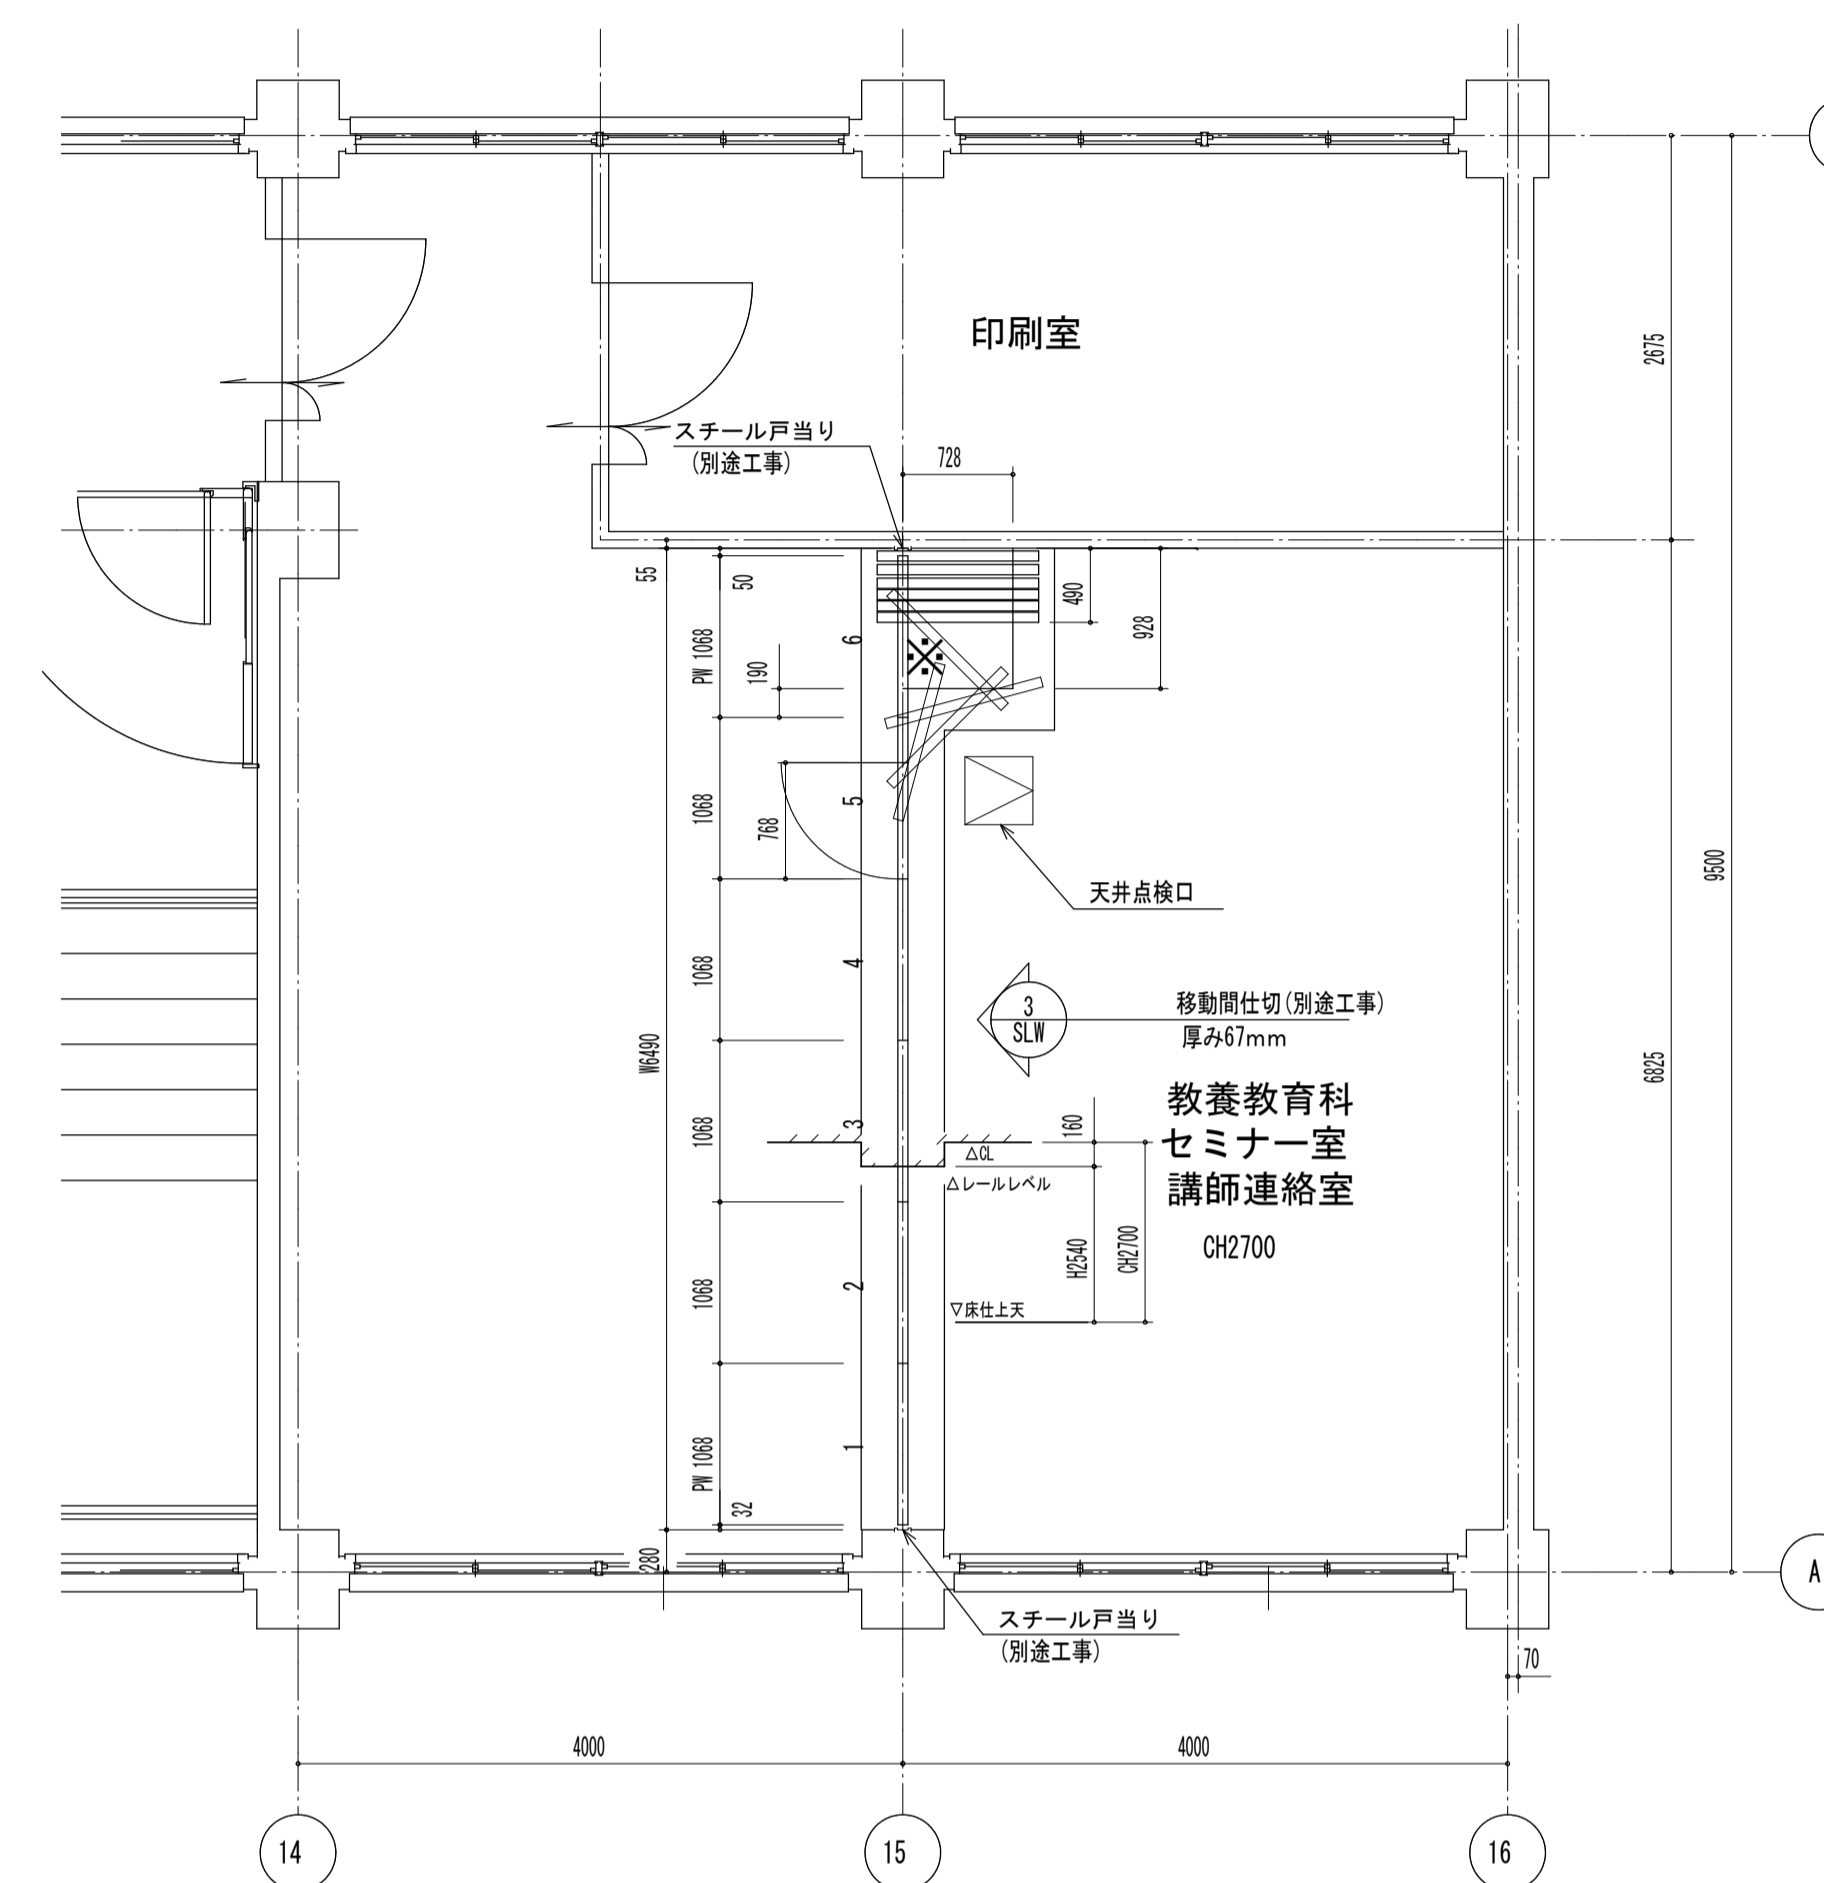 印刷室
2675
スチール戸当り
(別途工事)
728
55
50
490
928
PW 1068
6
190
1068
5
768
天井点検口
9500
1068
4
3
SLW
移動間仕切(別途工事)
厚み67mm
W6490
6825
1068
3
160
教養教育科
セミナー室
講師連絡室
△CL
△レールレベル
H2540
CH2700
CH2700
1068
2
▽床仕上天
PW 1068
1
32
280
A
スチール戸当り
(別途工事)
70
4000
4000
14
15
16